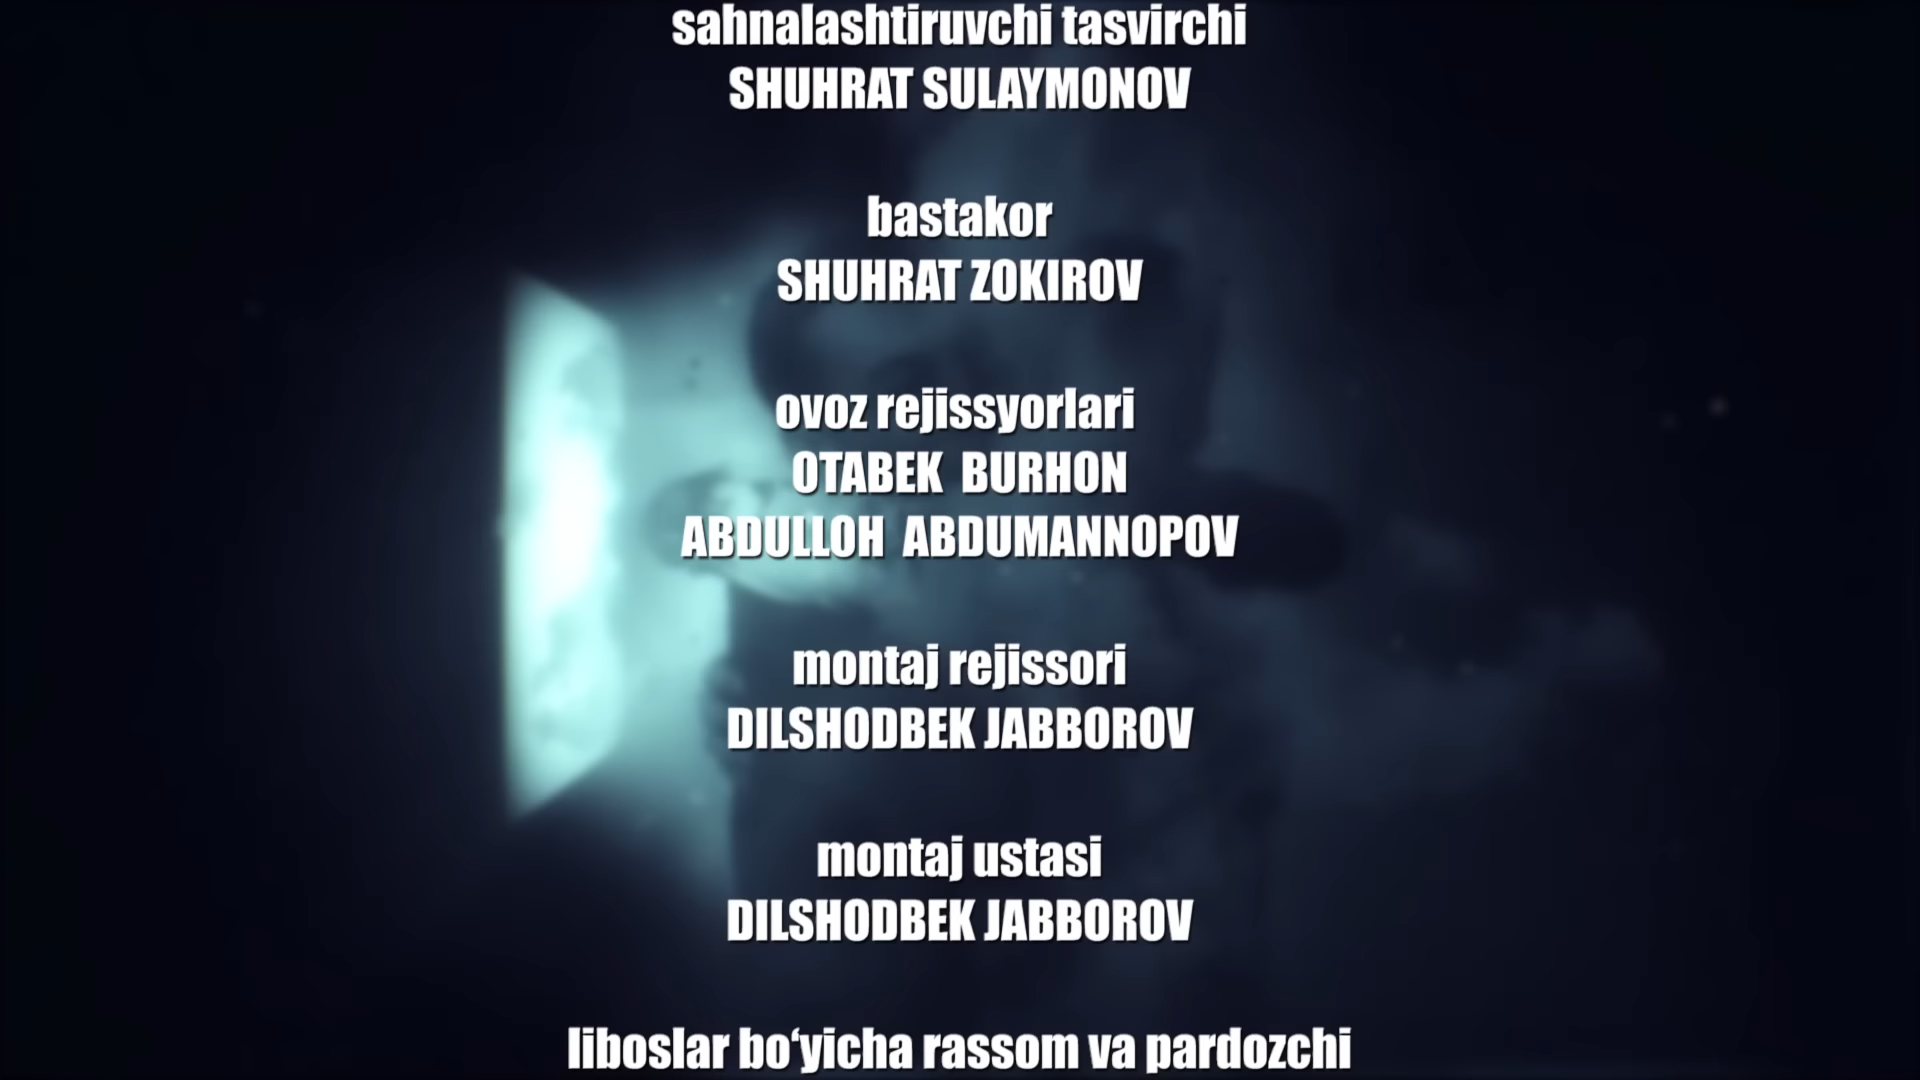 sahnalashtiruvchi tasvirchi
SHUHRAT SULAYMONOV
bastakor
SHUHRAT ZOKIROV
ovoz rejissyorlari
OTABEK BURHON
ABDULLOH ABDUMANNOPOV
montaj rejissori
DILSHODBEK JABBOROV
montaj ustasi
DILSHODBEK JABBOROV
liboslar bo‘yicha rassom va pardozchi